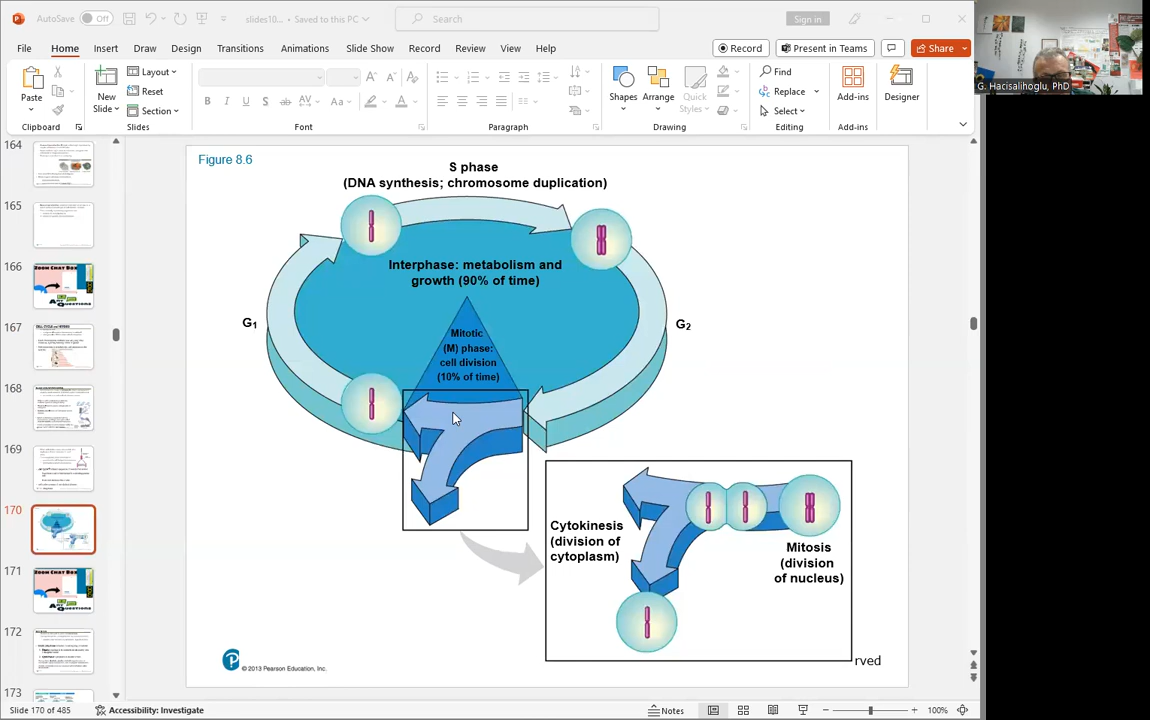 AutoSave Off slides10... • Saved to this PC Search Sign in
File Home Insert Draw Design Transitions Animations Slide Show Record Review View Help Record Present in Teams Share
Paste
New
Slide
Layout
Reset
Section
B I U S ab AV Aa A
Shapes
Arrange
Quick
Styles
Find
Replace
Select
Add-ins
Designer
Clipboard Slides Font Paragraph Drawing Editing Add-ins
G. Hacisalihoglu, PhD
164
165
166
167
168
169
170
171
172
173
Figure 8.6
S phase
(DNA synthesis; chromosome duplication)
Interphase: metabolism and
growth (90% of time)
G1
G2
Mitotic
(M) phase:
cell division
(10% of time)
Cytokinesis
(division of
cytoplasm)
Mitosis
(division
of nucleus)
© 2013 Pearson Education, Inc.
rved
Slide 170 of 485 Accessibility: Investigate Notes 100%